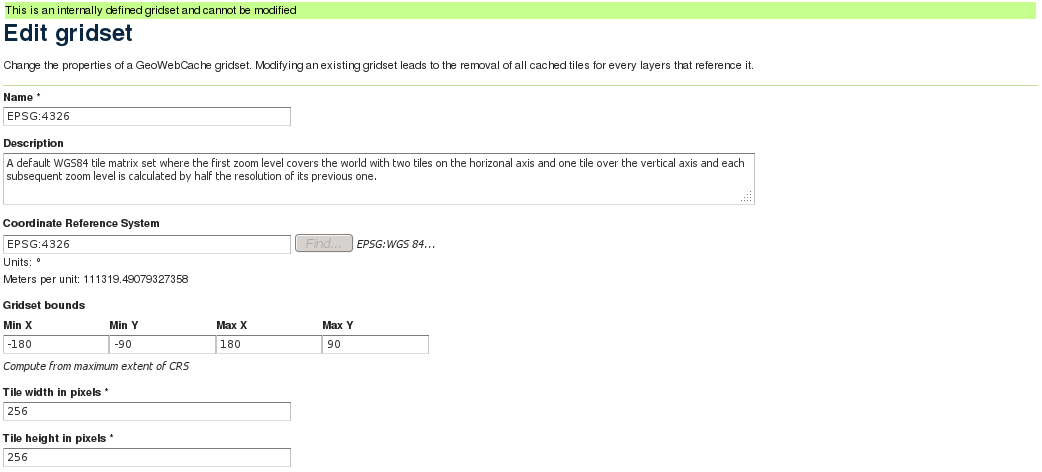 This is an internally defined gridset and cannot be modified
Edit gridset
Change the properties of a GeoWebCache gridset. Modifying an existing gridset leads to the removal of all cached tiles for every layers that reference it.
Name *
EPSG:4326
Description
A default WGS84 tile matrix set where the first zoom level covers the world with two tiles on the horizonal axis and one tile over the vertical axis and each
subsequent zoom level is calculated by half the resolution of its previous one.
Coordinate Reference System
EPSG:4326 Find... EPSG:WGS 84...
Units: °
Meters per unit: 111319.49079327358
Gridset bounds
Min X Min Y Max X Max Y
-180 -90 180 90
Compute from maximum extent of CRS
Tile width in pixels *
256
Tile height in pixels *
256